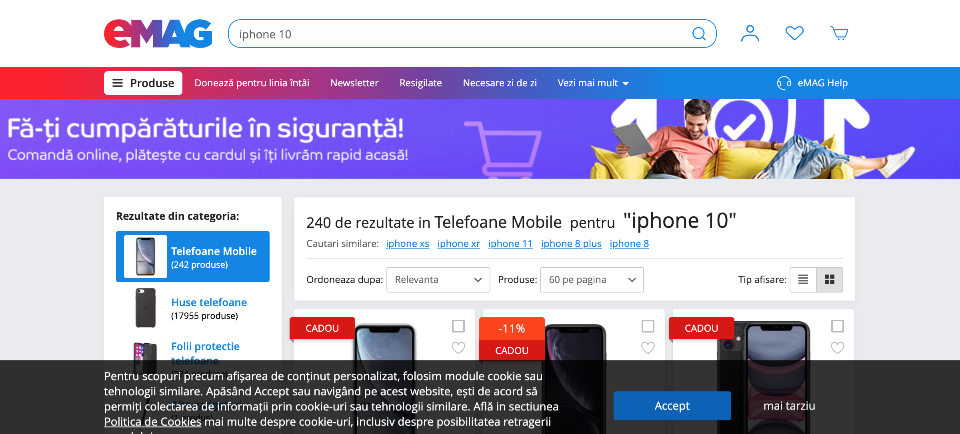 eMAG
iphone 10
Produse
Donează pentru linia întâi
Newsletter
Resigilate
Necesare zi de zi
Vezi mai mult
eMAG Help
Fă-ți cumpărăturile în siguranță!
Comandă online, plătește cu cardul și îți livrăm rapid acasă!
Rezultate din categoria:
Telefoane Mobile
(242 produse)
Huse telefoane
(17955 produse)
Folii protectie
telefoane
240 de rezultate in Telefoane Mobile pentru "iphone 10"
Cautari similare: iphone xs iphone xr iphone 11 iphone 8 plus iphone 8
Ordoneaza dupa: Relevanta Produse: 60 pe pagina Tip afisare:
CADOU
-11%
CADOU
CADOU
Pentru scopuri precum afișarea de conținut personalizat, folosim module cookie sau
tehnologii similare. Apăsând Accept sau navigând pe acest website, ești de acord să
permiți colectarea de informații prin cookie-uri sau tehnologii similare. Află in sectiunea
Politica de Cookies mai multe despre cookie-uri, inclusiv despre posibilitatea retragerii
Accept
mai tarziu